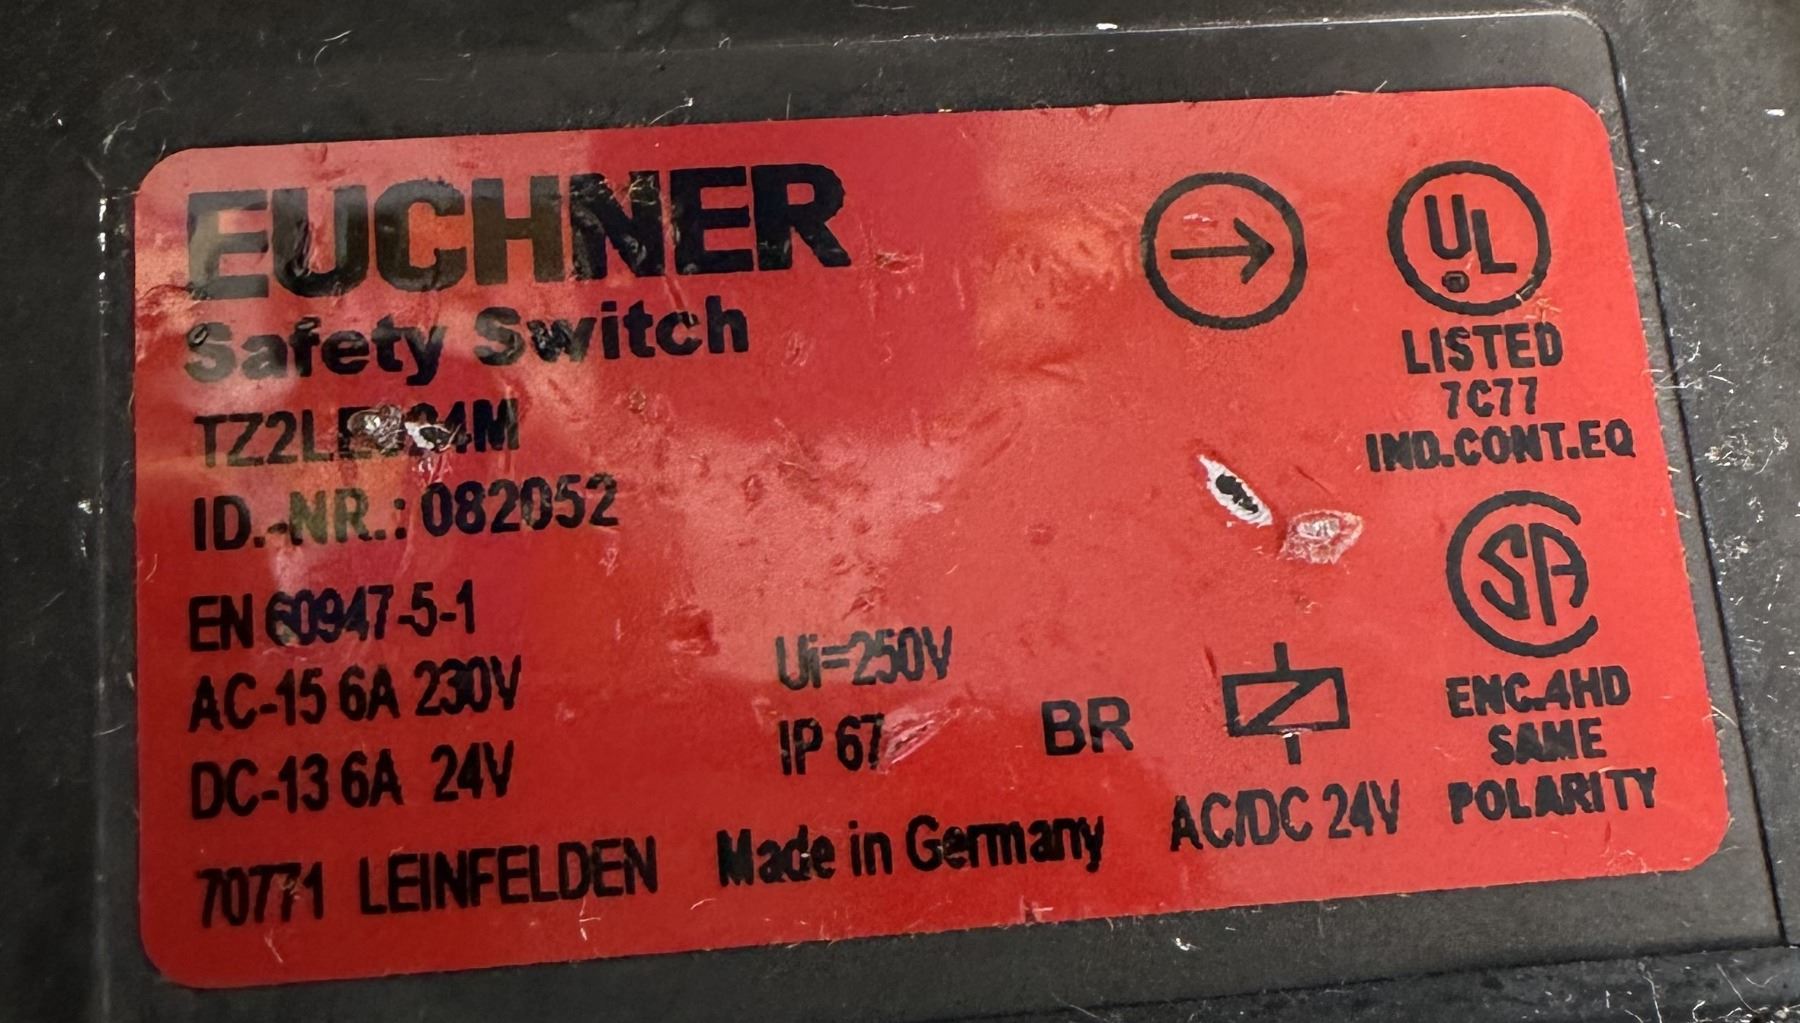 EUCHNER
Safety Switch
ID.-NR.: 082052
EN 60947-5-1
AC-15 6A 230V
DC-13 6A 24V
70771 LEINFELDEN
Ui=250V
IP 67
Made in Germany
BR
AC/DC 24V
UL
LISTED
7C77
IND.CONT.EQ
SA
ENC.4HD
SAME
POLARITY